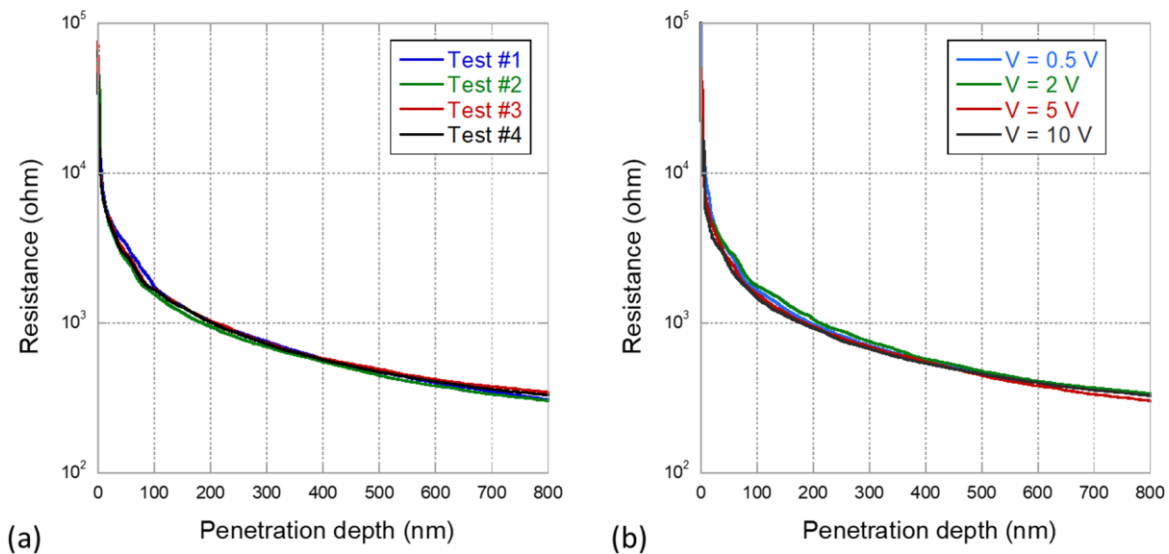 10^5
10^4
10^3
10^2
Resistance (ohm)
Test #1
Test #2
Test #3
Test #4
0 100 200 300 400 500 600 700 800
Penetration depth (nm)
(a)
10^5
10^4
10^3
10^2
Resistance (ohm)
V = 0.5 V
V = 2 V
V = 5 V
V = 10 V
0 100 200 300 400 500 600 700 800
Penetration depth (nm)
(b)